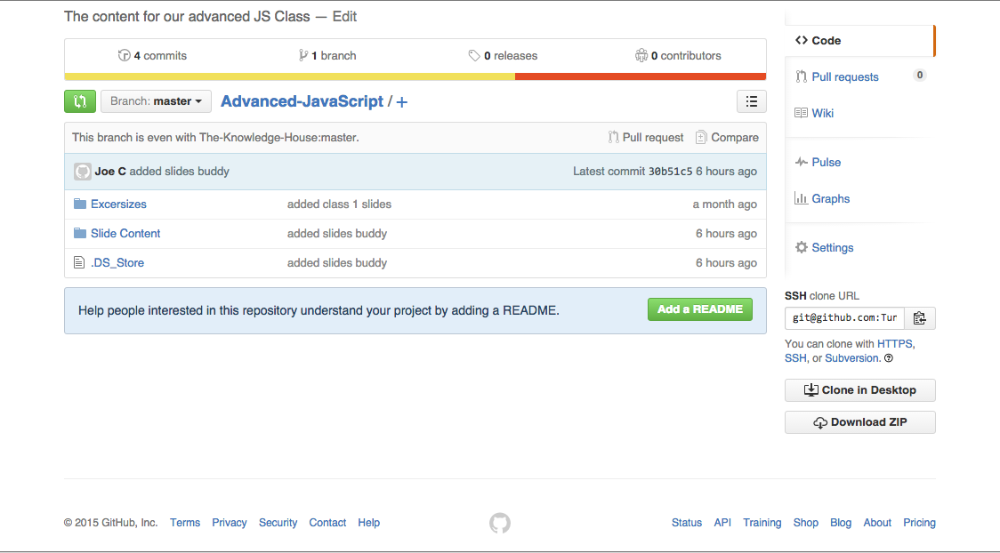 The content for our advanced JS Class — Edit
4 commits 1 branch 0 releases 0 contributors
Branch: master Advanced-JavaScript / +
This branch is even with The-Knowledge-House:master. Pull request Compare
Joe C added slides buddy Latest commit 30b51c5 6 hours ago
Excersizes added class 1 slides a month ago
Slide Content added slides buddy 6 hours ago
.DS_Store added slides buddy 6 hours ago
Help people interested in this repository understand your project by adding a README. Add a README
Code
Pull requests 0
Wiki
Pulse
Graphs
Settings
SSH clone URL
git@github.com:Tur
You can clone with HTTPS,
SSH, or Subversion.
Clone in Desktop
Download ZIP
© 2015 GitHub, Inc. Terms Privacy Security Contact Help Status API Training Shop Blog About Pricing